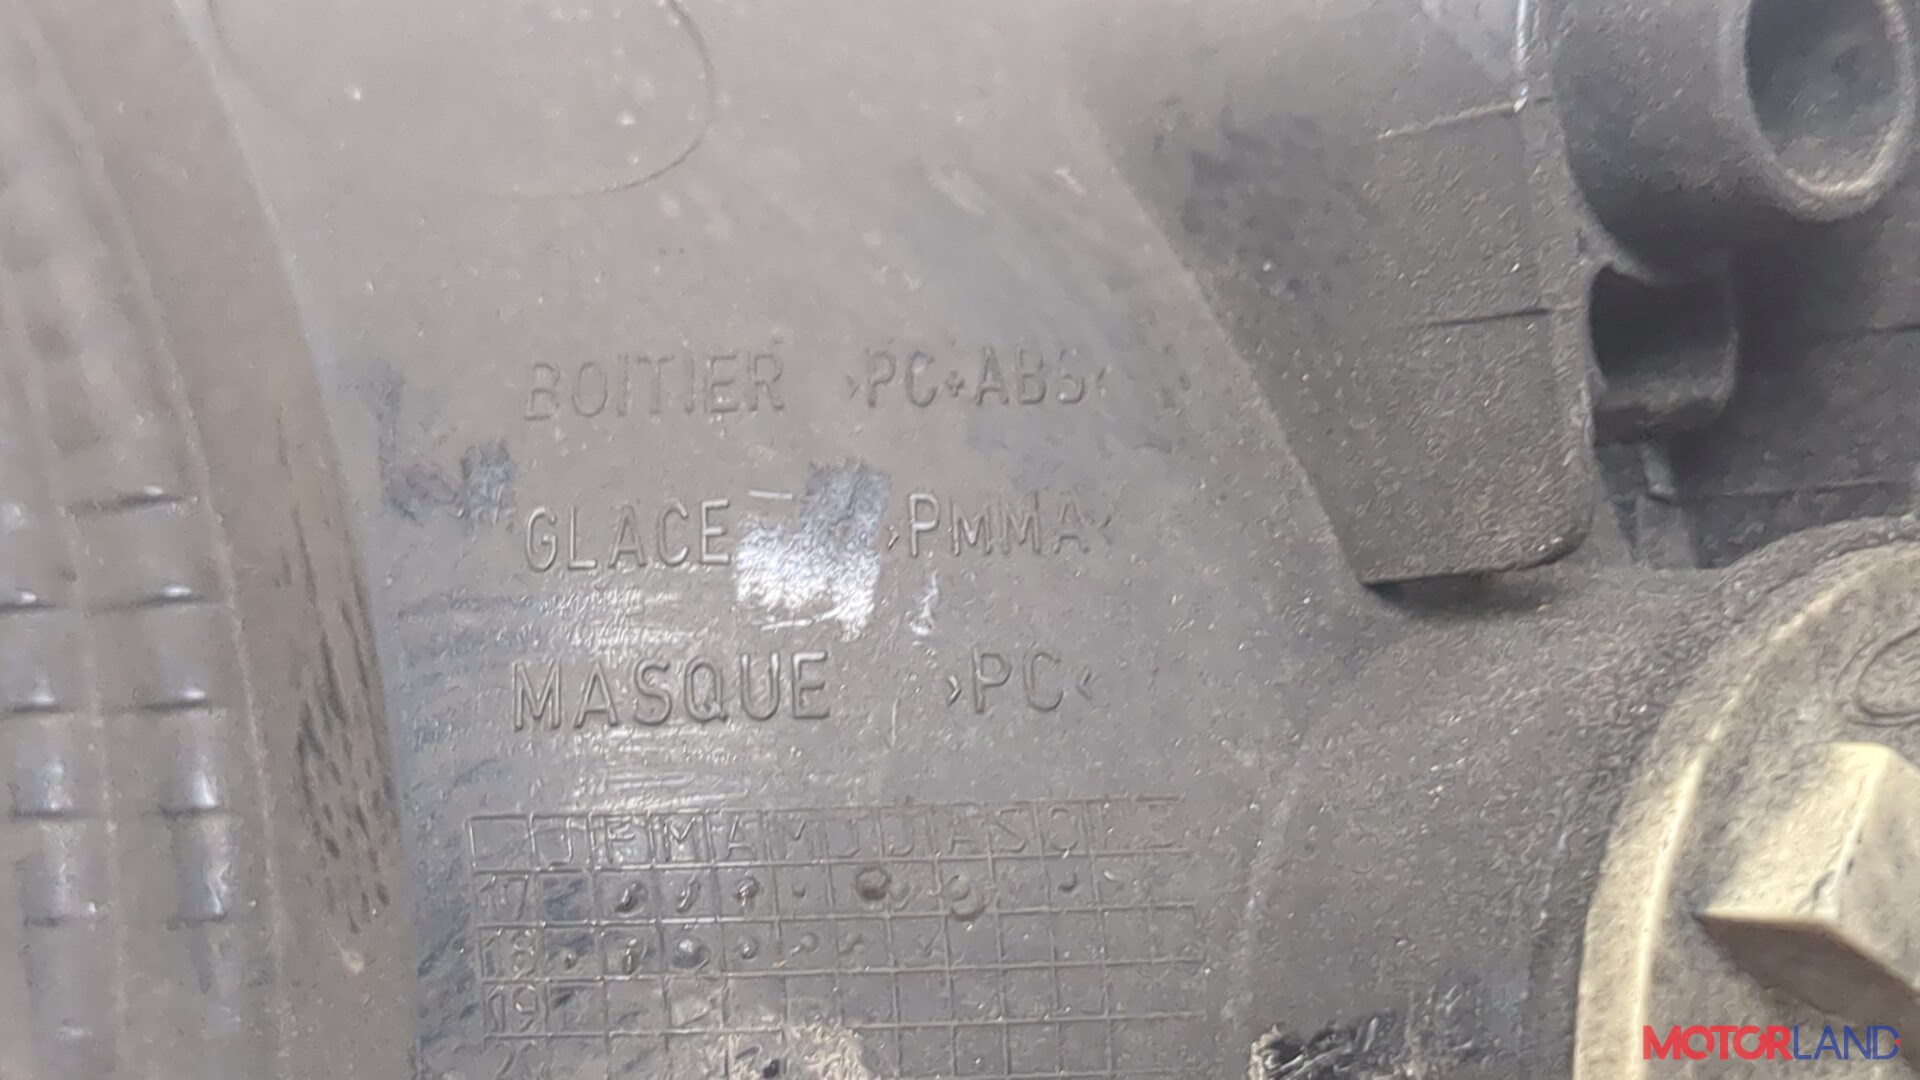 BOITIER >PC+ABS<
GLACE >PMMA<
MASQUE >PC<
J F M A M J J A S O
17
18
19
MOTORLAND